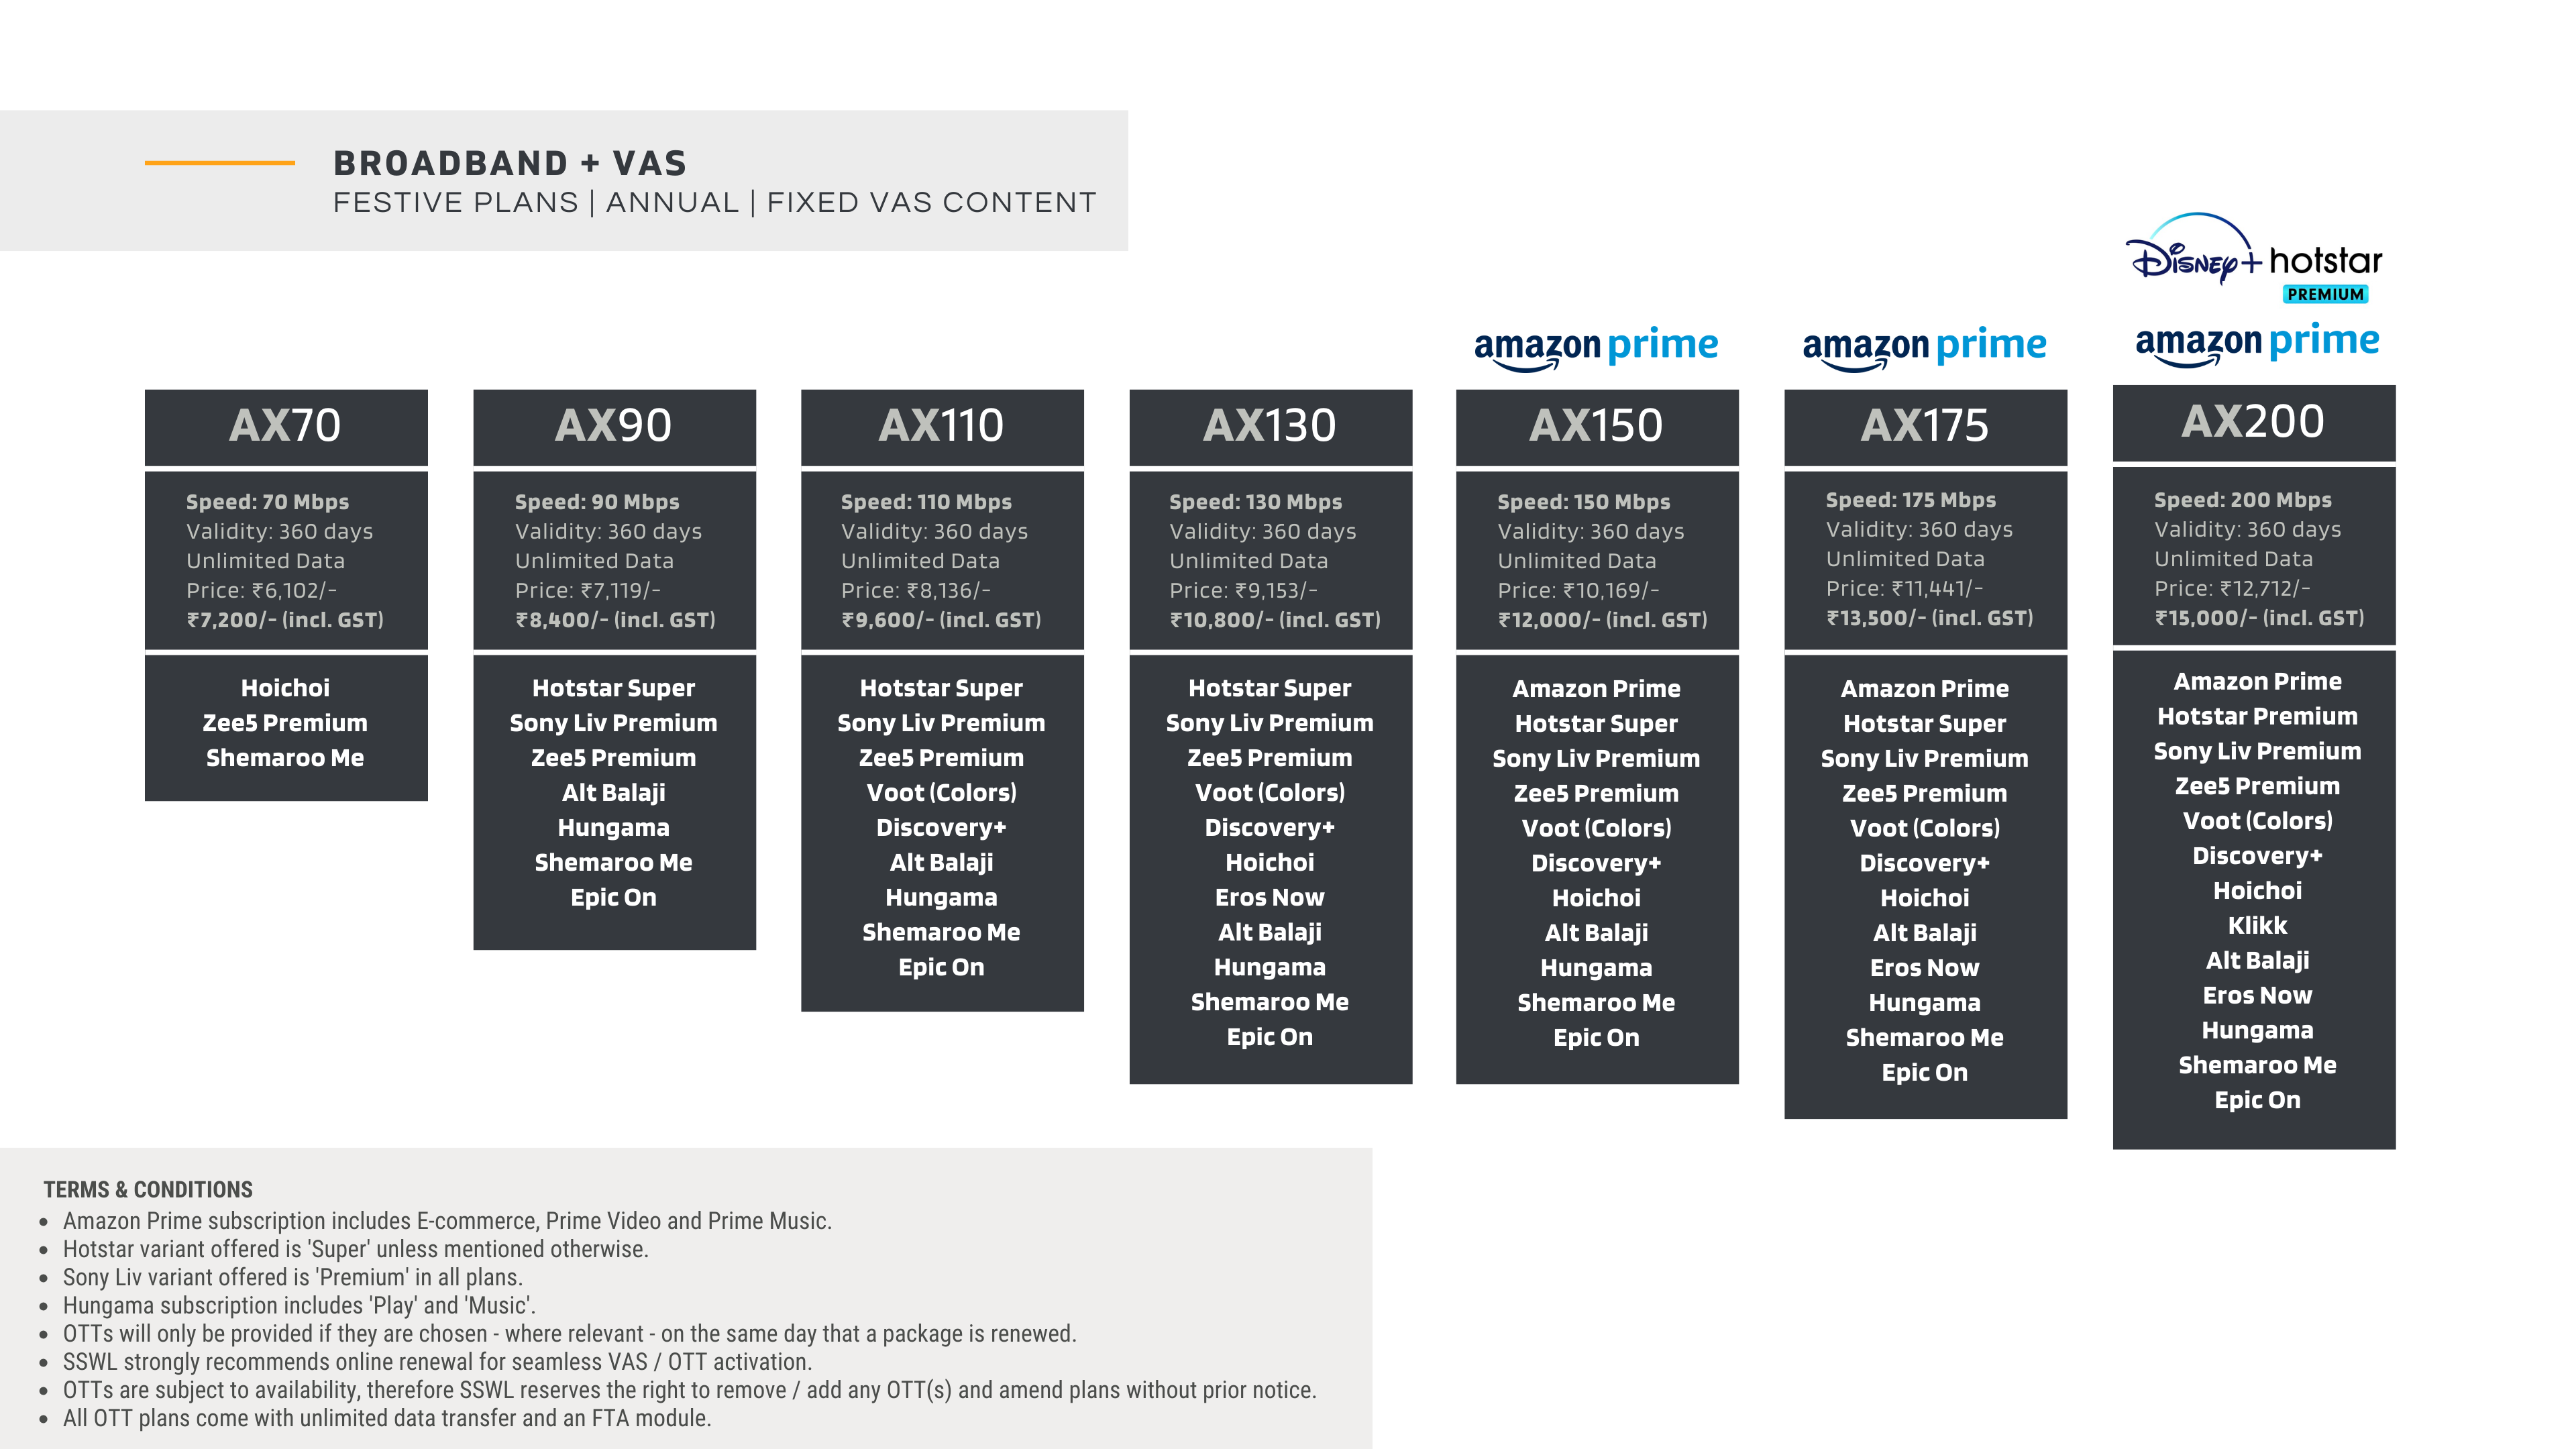 BROADBAND + VAS
FESTIVE PLANS | ANNUAL | FIXED VAS CONTENT
Disney+ hotstar
PREMIUM
amazon prime
amazon prime
amazon prime
AX70
Speed: 70 Mbps
Validity: 360 days
Unlimited Data
Price: ₹6,102/-
₹7,200/- (incl. GST)
Hoichoi
Zee5 Premium
Shemaroo Me
AX90
Speed: 90 Mbps
Validity: 360 days
Unlimited Data
Price: ₹7,119/-
₹8,400/- (incl. GST)
Hotstar Super
Sony Liv Premium
Zee5 Premium
Alt Balaji
Hungama
Shemaroo Me
Epic On
AX110
Speed: 110 Mbps
Validity: 360 days
Unlimited Data
Price: ₹8,136/-
₹9,600/- (incl. GST)
Hotstar Super
Sony Liv Premium
Zee5 Premium
Voot (Colors)
Discovery+
Alt Balaji
Hungama
Shemaroo Me
Epic On
AX130
Speed: 130 Mbps
Validity: 360 days
Unlimited Data
Price: ₹9,153/-
₹10,800/- (incl. GST)
Hotstar Super
Sony Liv Premium
Zee5 Premium
Voot (Colors)
Discovery+
Hoichoi
Eros Now
Alt Balaji
Hungama
Shemaroo Me
Epic On
AX150
Speed: 150 Mbps
Validity: 360 days
Unlimited Data
Price: ₹10,169/-
₹12,000/- (incl. GST)
Amazon Prime
Hotstar Super
Sony Liv Premium
Zee5 Premium
Voot (Colors)
Discovery+
Hoichoi
Alt Balaji
Hungama
Shemaroo Me
Epic On
AX175
Speed: 175 Mbps
Validity: 360 days
Unlimited Data
Price: ₹11,441/-
₹13,500/- (incl. GST)
Amazon Prime
Hotstar Super
Sony Liv Premium
Zee5 Premium
Voot (Colors)
Discovery+
Hoichoi
Alt Balaji
Eros Now
Hungama
Shemaroo Me
Epic On
AX200
Speed: 200 Mbps
Validity: 360 days
Unlimited Data
Price: ₹12,712/-
₹15,000/- (incl. GST)
Amazon Prime
Hotstar Premium
Sony Liv Premium
Zee5 Premium
Voot (Colors)
Discovery+
Hoichoi
Klikk
Alt Balaji
Eros Now
Hungama
Shemaroo Me
Epic On
TERMS & CONDITIONS
• Amazon Prime subscription includes E-commerce, Prime Video and Prime Music.
• Hotstar variant offered is 'Super' unless mentioned otherwise.
• Sony Liv variant offered is 'Premium' in all plans.
• Hungama subscription includes 'Play' and 'Music'.
• OTTs will only be provided if they are chosen - where relevant - on the same day that a package is renewed.
• SSWL strongly recommends online renewal for seamless VAS / OTT activation.
• OTTs are subject to availability, therefore SSWL reserves the right to remove / add any OTT(s) and amend plans without prior notice.
• All OTT plans come with unlimited data transfer and an FTA module.